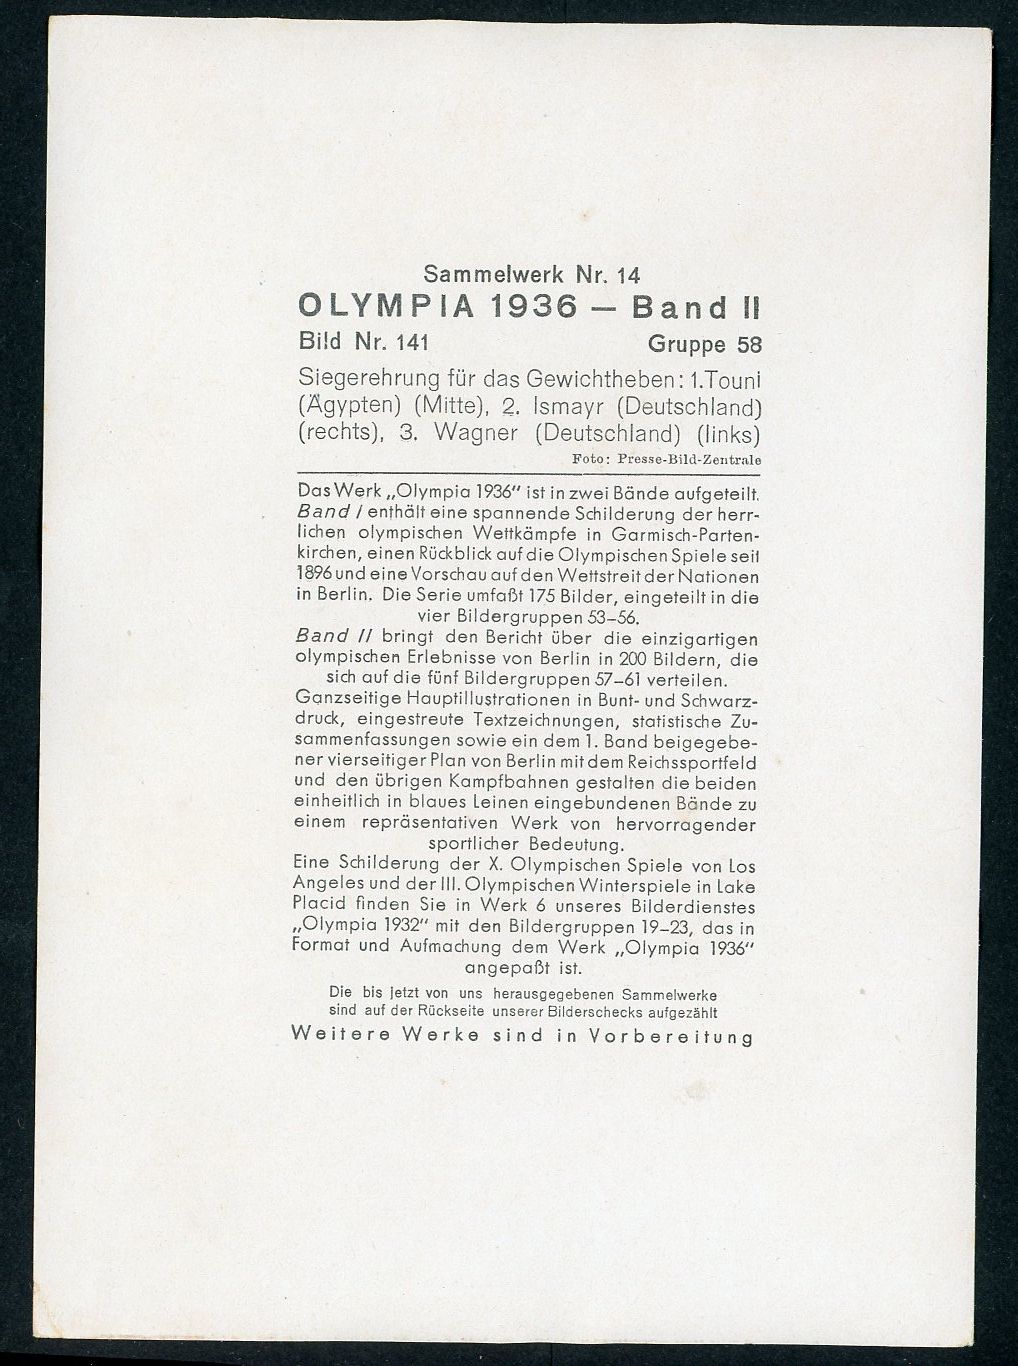 Sammelwerk Nr. 14
OLYMPIA 1936 — Band II
Bild Nr. 141 Gruppe 58
Siegerehrung für das Gewichtheben: 1.Touni
(Ägypten) (Mitte), 2. Ismayr (Deutschland)
(rechts), 3. Wagner (Deutschland) (links)
Foto: Presse-Bild-Zentrale
Das Werk „Olympia 1936“ ist in zwei Bände aufgeteilt.
Band I enthält eine spannende Schilderung der herr-
lichen olympischen Wettkämpfe in Garmisch-Parten-
kirchen, einen Rückblick auf die Olympischen Spiele seit
1896 und eine Vorschau auf den Wettstreit der Nationen
in Berlin. Die Serie umfaßt 175 Bilder, eingeteilt in die
vier Bildergruppen 53–56.
Band II bringt den Bericht über die einzigartigen
olympischen Erlebnisse von Berlin in 200 Bildern, die
sich auf die fünf Bildergruppen 57–61 verteilen.
Ganzseitige Hauptillustrationen in Bunt- und Schwarz-
druck, eingestreute Textzeichnungen, statistische Zu-
sammenfassungen sowie ein dem 1. Band beigegebe-
ner vierseitiger Plan von Berlin mit dem Reichssportfeld
und den übrigen Kampfbahnen gestalten die beiden
einheitlich in blaues Leinen eingebundenen Bände zu
einem repräsentativen Werk von hervorragender
sportlicher Bedeutung.
Eine Schilderung der X. Olympischen Spiele von Los
Angeles und der III. Olympischen Winterspiele in Lake
Placid finden Sie in Werk 6 unseres Bilderdienstes
„Olympia 1932“ mit den Bildergruppen 19–23, das in
Format und Aufmachung dem Werk „Olympia 1936“
angepaßt ist.
Die bis jetzt von uns herausgegebenen Sammelwerke
sind auf der Rückseite unserer Bilderschecks aufgezählt
Weitere Werke sind in Vorbereitung